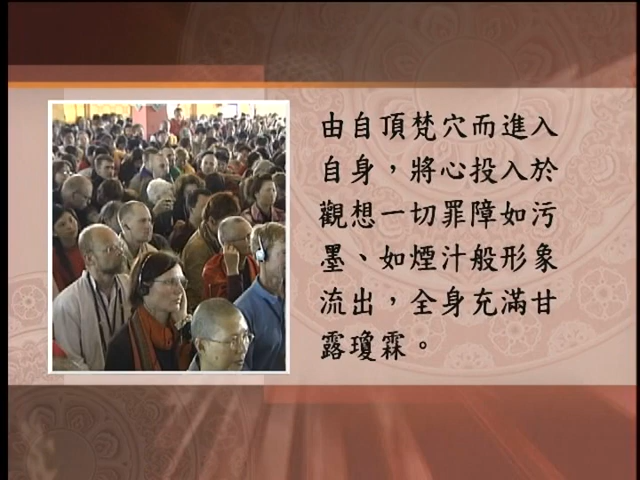 由自頂梵穴而進入
自身，將心投入於
觀想一切罪障如污
墨、如煙汁般形象
流出，全身充滿甘
露瓊霖。